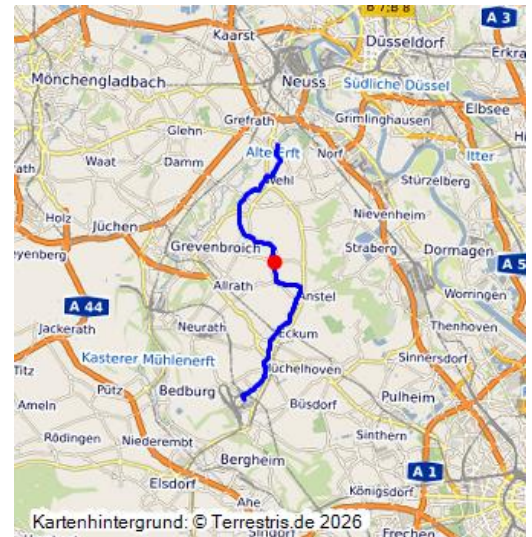 B 7;B 8
A 3
Kaarst
Düsseldorf
Erkra
Mönchengladbach
Neuss
Südliche Düssel
Elbsee
Grefrath
Grimlinghausen
Glehn
Alte Erft
Norf
Itter
Waat
Damm
Wehl
Stürzelberg
Holz
Jüchen
Nievenheim
Grevenbroich
Straberg
Dormagen
A 5
Allrath
Anstel
Worringen
A 44
Jackerath
Neurath
Eckum
Thenhoven
Kasterer Mühlenerft
Sinnersdorf
Titz
Pütz
Bedburg
Büsdorf
Pulheim
Ameln
Rödingen
Niederembt
Sinthern
Bergheim
A 1
Elsdorf
Königsdorf
Ahe
Frechen
Kartenhintergrund: © Terrestris.de 2026